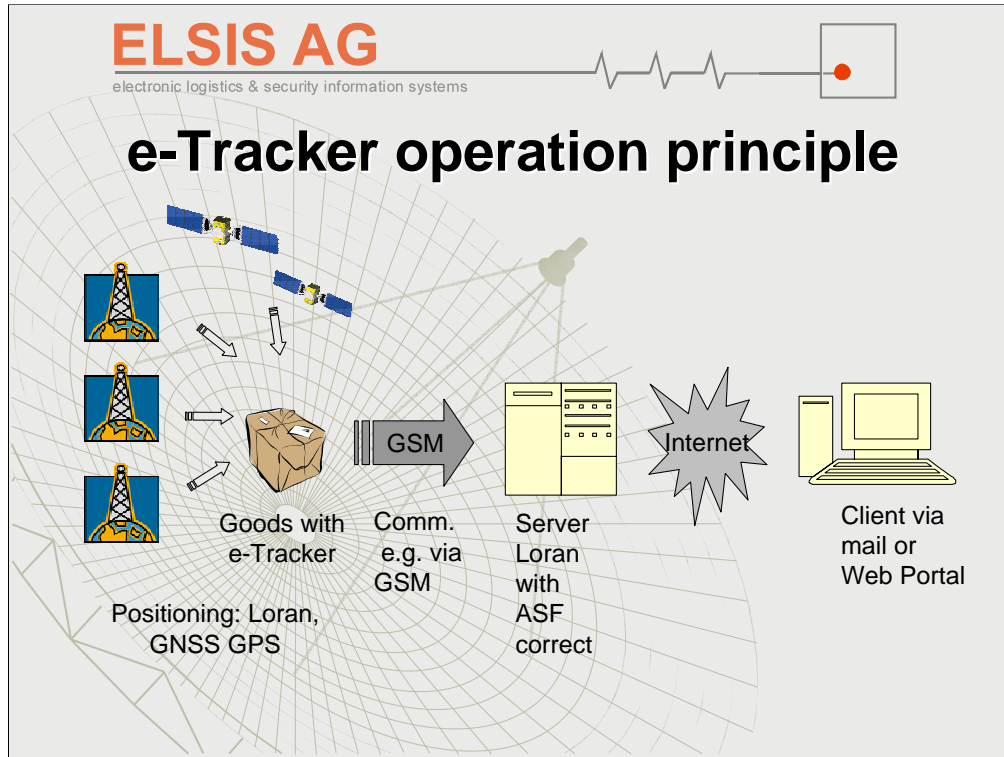 ELSIS AG
electronic logistics & security information systems
e-Tracker operation principle
GSM
Internet
Goods with
e-Tracker
Comm.
e.g. via
GSM
Server
Loran
with
ASF
correct
Client via
mail or
Web Portal
Positioning: Loran,
GNSS GPS